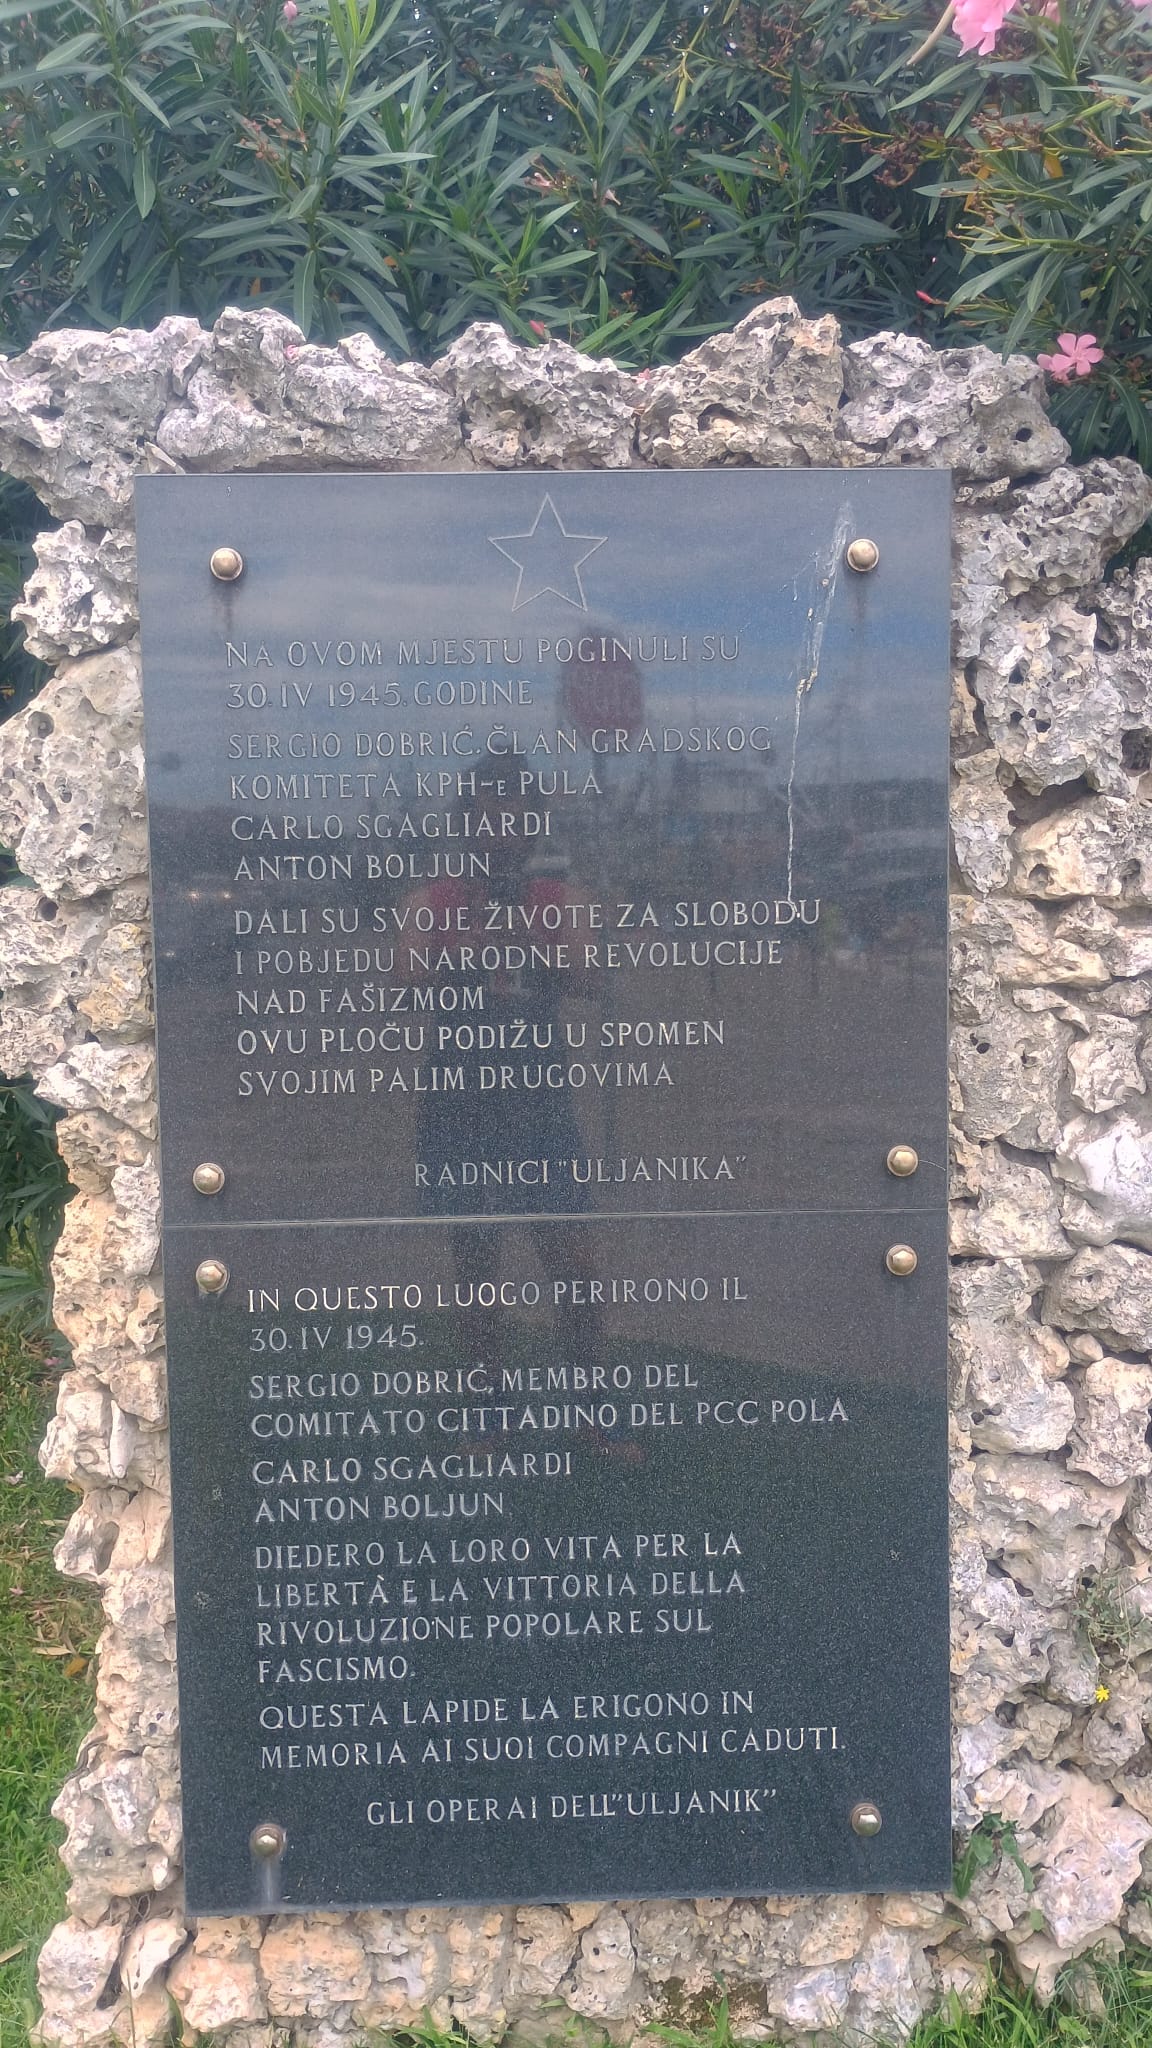 NA OVOM MJESTU POGINULI SU
30. IV 1945. GODINE
SERGIO DOBRIĆ. ČLAN GRADSKOG
KOMITETA KPH-E PULA
CARLO SGAGLIARDI
ANTON BOLJUN
DALI SU SVOJE ŽIVOTE ZA SLOBODU
I POBJEDU NARODNE REVOLUCIJE
NAD FAŠIZMOM
OVU PLOČU PODIŽU U SPOMEN
SVOJIM PALIM DRUGOVIMA
RADNICI "ULJANIKA"
IN QUESTO LUOGO PERIRONO IL
30. IV 1945.
SERGIO DOBRIĆ, MEMBRO DEL
COMITATO CITTADINO DEL PCC POLA
CARLO SGAGLIARDI
ANTON BOLJUN
DIEDERO LA LORO VITA PER LA
LIBERTÀ E LA VITTORIA DELLA
RIVOLUZIONE POPOLARE SUL
FASCISMO.
QUESTA LAPIDE LA ERIGONO IN
MEMORIA AI SUOI COMPAGNI CADUTI.
GLI OPERAI DELL"ULJANIK"